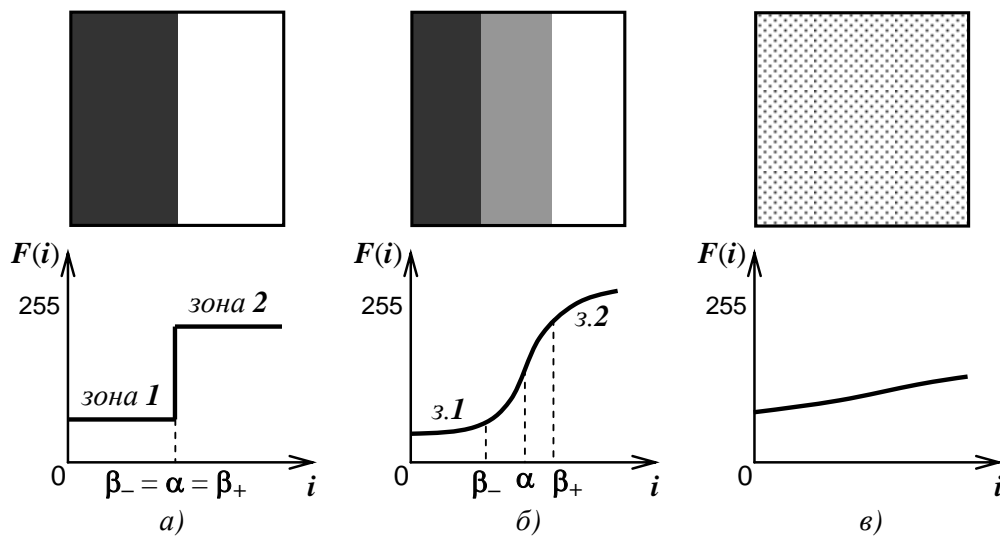 F(i) F(i) F(i)
255 255 255
зона 2 з.2
зона 1 з.1
0 0 0
β₋ = α = β₊ i β₋ α β₊ i i
а) б) в)